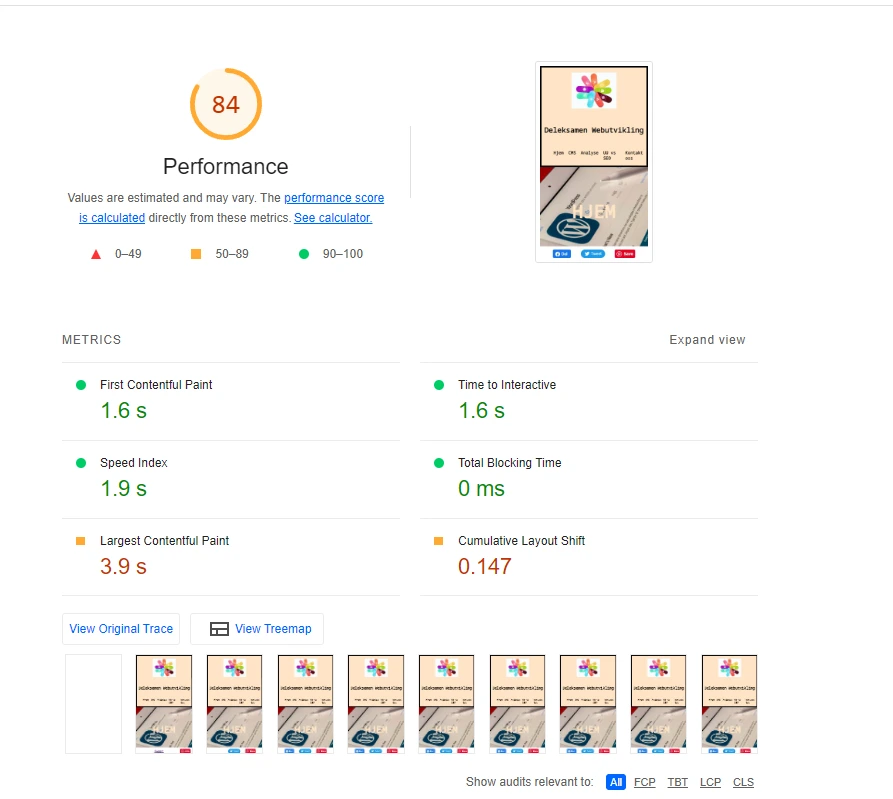 84
Performance
Values are estimated and may vary. The performance score
is calculated directly from these metrics. See calculator.
0–49
50–89
90–100
Deleksamen Webutvikling
Hjem CMS Analyse UU vs Kontakt
SEO oss
HJEM
METRICS
Expand view
First Contentful Paint
1.6 s
Time to Interactive
1.6 s
Speed Index
1.9 s
Total Blocking Time
0 ms
Largest Contentful Paint
3.9 s
Cumulative Layout Shift
0.147
View Original Trace
View Treemap
Show audits relevant to: All FCP TBT LCP CLS